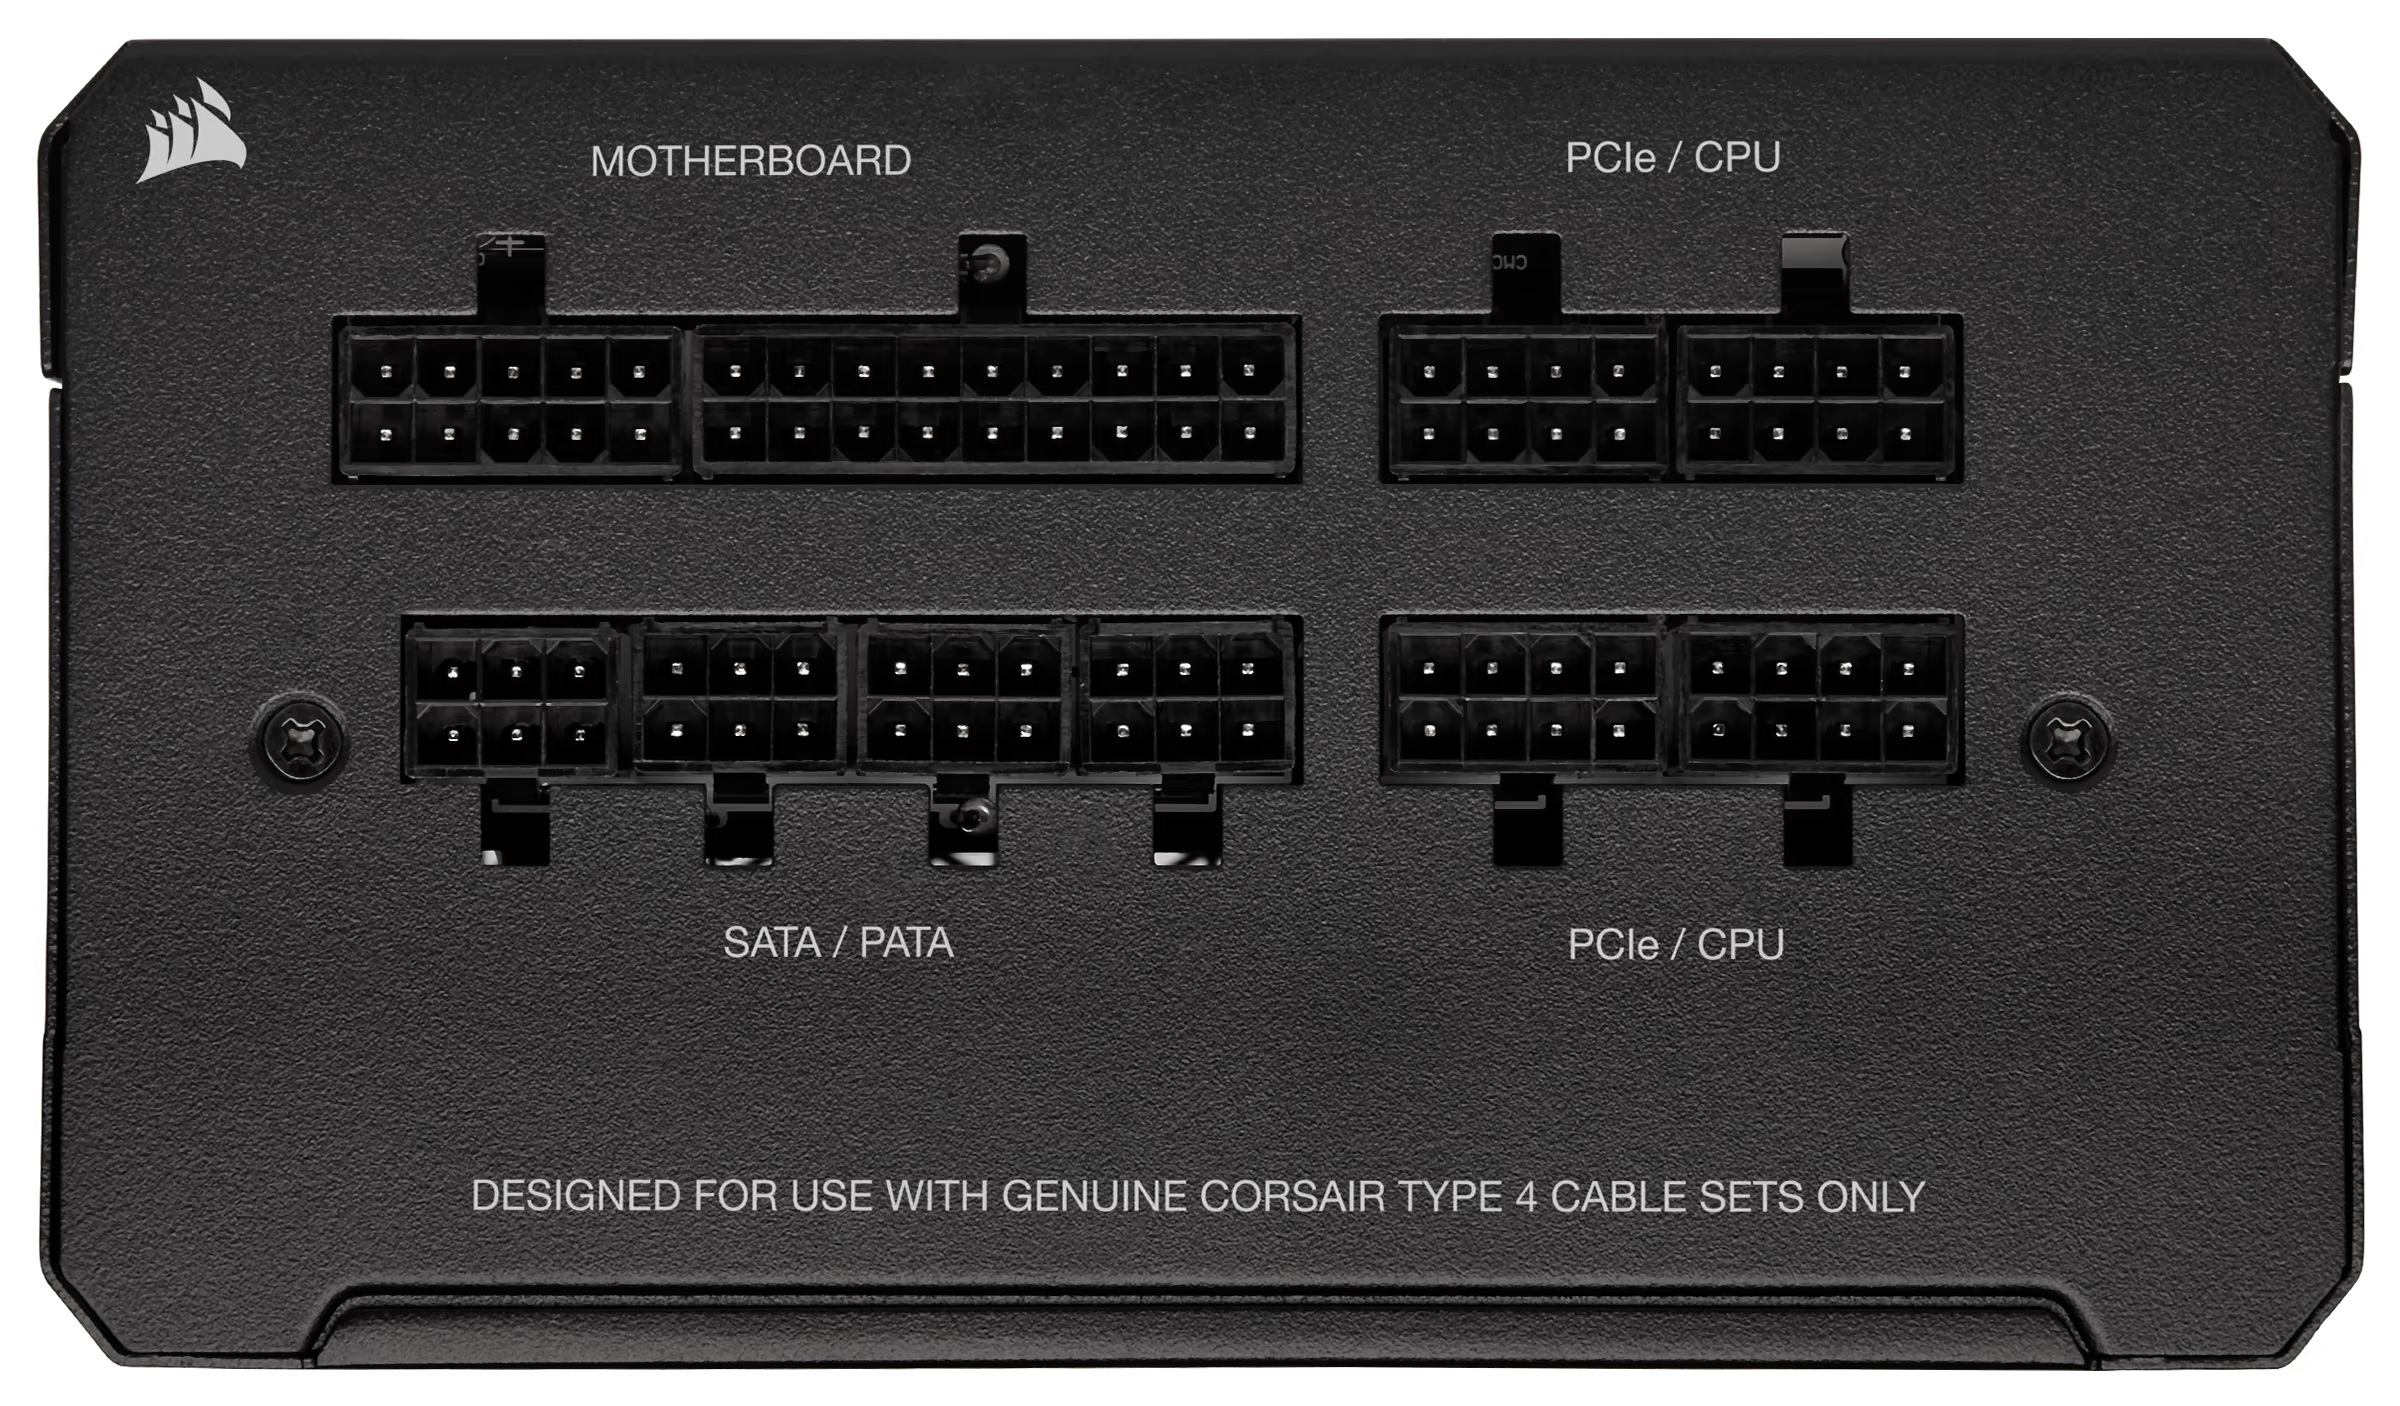 MOTHERBOARD
PCIe / CPU
SATA / PATA
PCIe / CPU
DESIGNED FOR USE WITH GENUINE CORSAIR TYPE 4 CABLE SETS ONLY